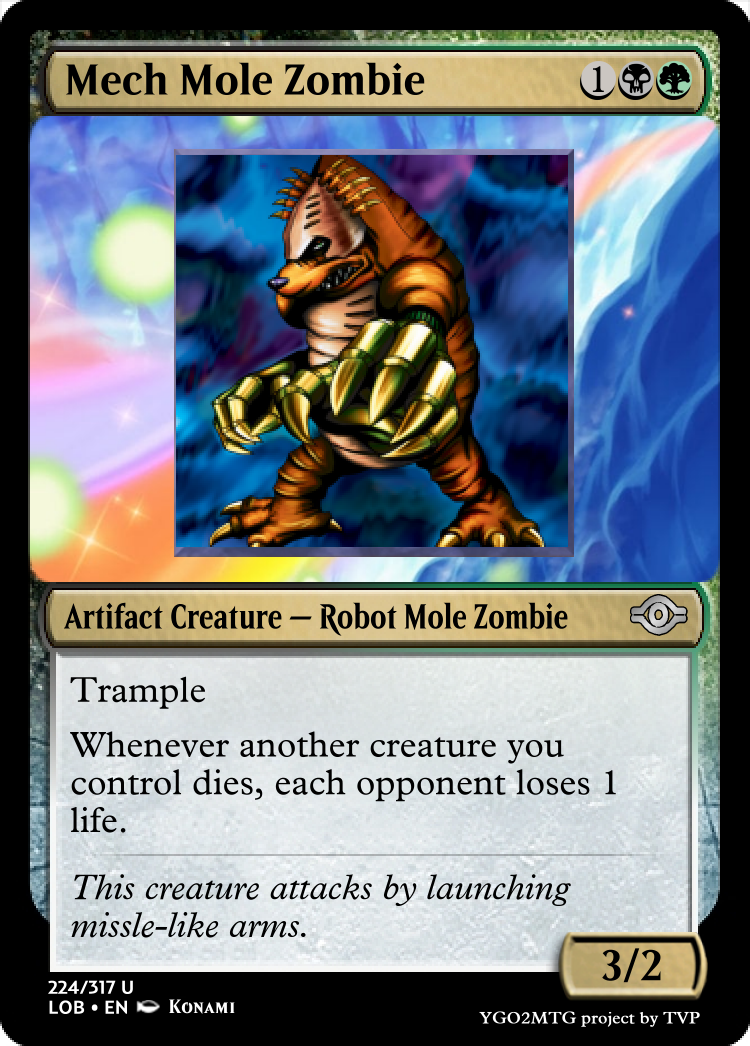 Mech Mole Zombie 1
Artifact Creature — Robot Mole Zombie
Trample
Whenever another creature you
control dies, each opponent loses 1
life.
This creature attacks by launching
missle-like arms.
3/2
224/317 U
LOB • EN Konami
YGO2MTG project by TVP